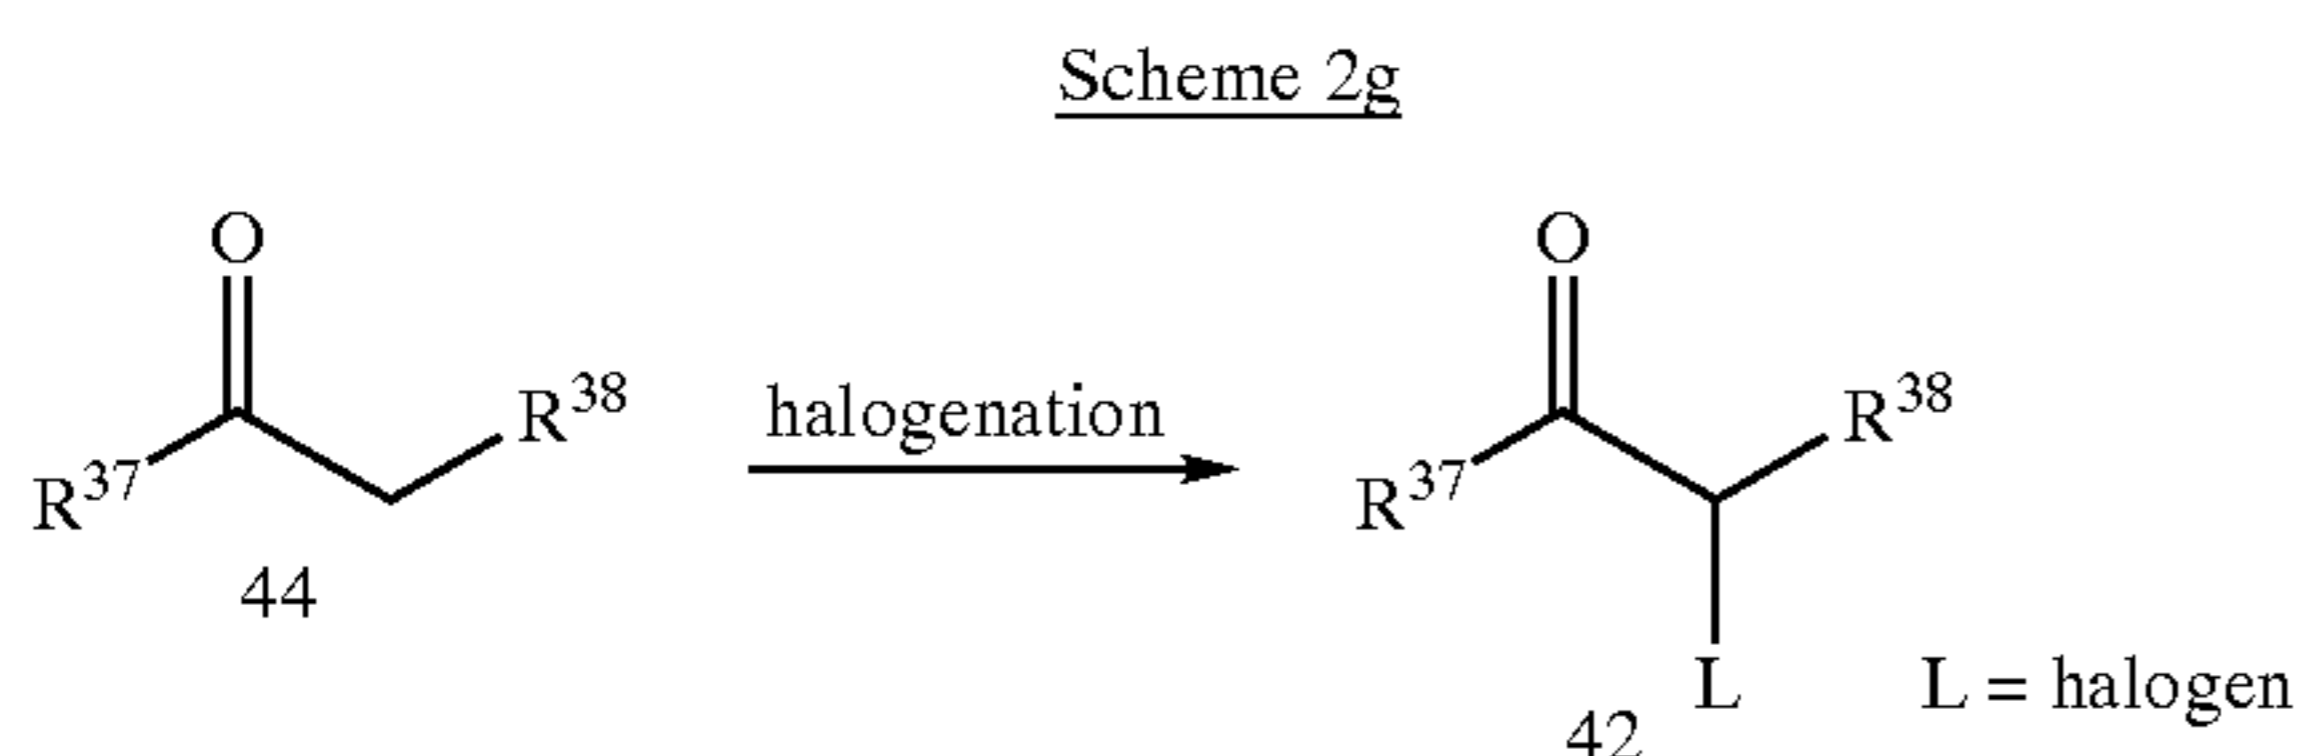 Scheme 2g
O
R37
R38
44
halogenation
O
R37
R38
L
42
L = halogen